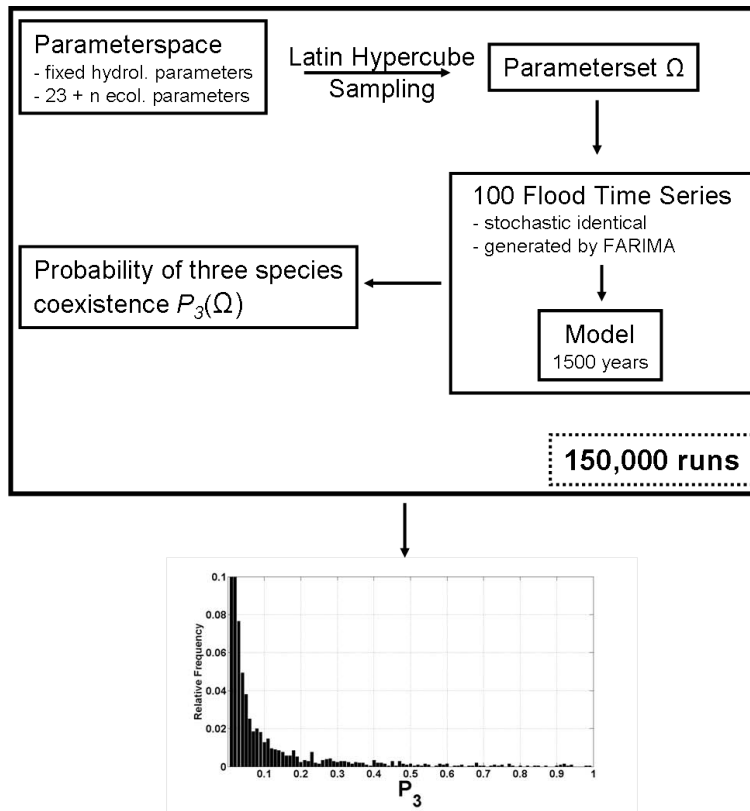 Parameterspace
- fixed hydrol. parameters
- 23 + n ecol. parameters
Latin Hypercube
Sampling
Parameterset Ω
100 Flood Time Series
- stochastic identical
- generated by FARIMA
Model
1500 years
Probability of three species
coexistence P3(Ω)
150,000 runs
Relative Frequency
0.1
0.08
0.06
0.04
0.02
0
0.1 0.2 0.3 0.4 0.5 0.6 0.7 0.8 0.9 1
P3